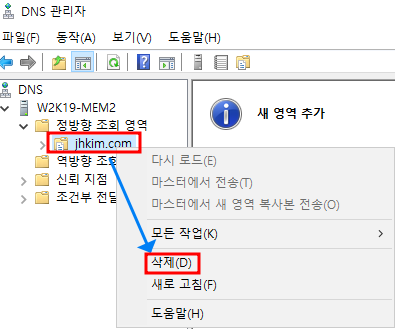 DNS 관리자
파일(F) 동작(A) 보기(V) 도움말(H)
DNS
W2K19-MEM2
정방향 조회 영역
jhkim.com
역방향 조회
신뢰 지점
조건부 전달
새 영역 추가
다시 로드(E)
마스터에서 전송(T)
마스터에서 새 영역 복사본 전송(O)
모든 작업(K)
삭제(D)
새로 고침(F)
도움말(H)